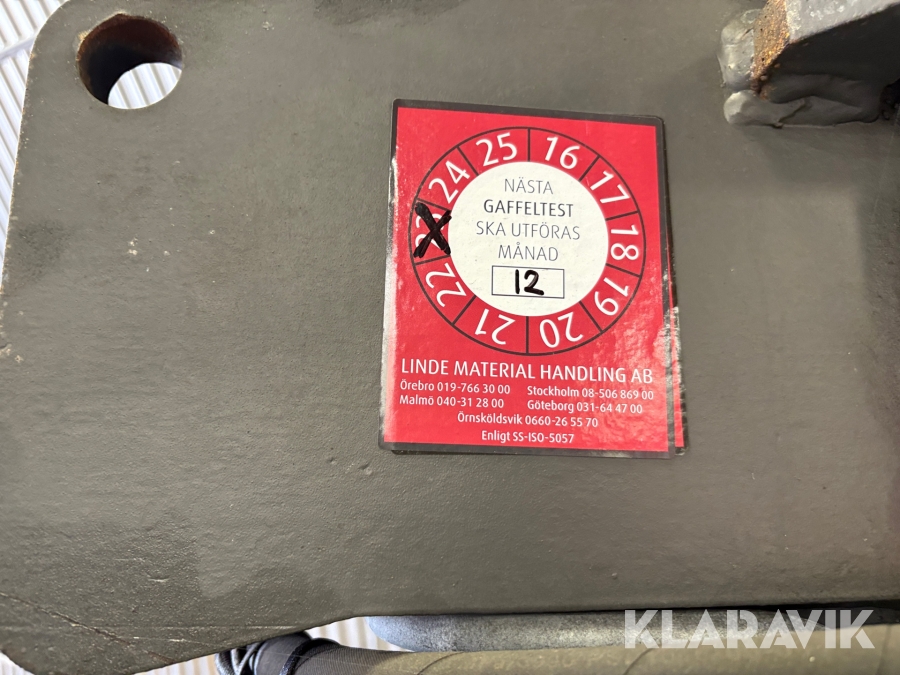 25
16
17
18
19
20
21
22
23
24
NÄSTA
GAFFELTEST
SKA UTFÖRAS
MÅNAD
12
LINDE MATERIAL HANDLING AB
Örebro 019-766 30 00 Stockholm 08-506 869 00
Malmö 040-31 28 00 Göteborg 031-64 47 00
Örnsköldsvik 0660-26 55 70
Enligt SS-ISO-5057
KLARAVIK